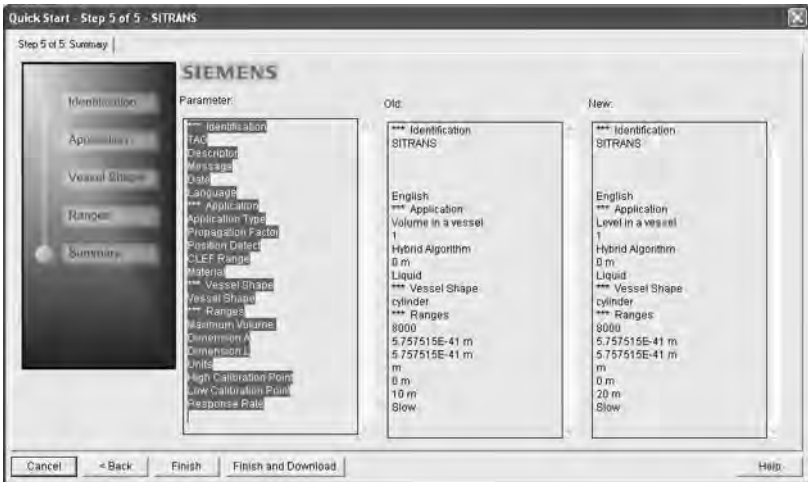 Quick Start - Step 5 of 5 - SITRANS
Step 5 of 5: Summary
SIEMENS
Identification
Application
Vessel Shape
Ranges
Summary
Parameter:
*** Identification
TAG
Descriptor
Message
Date
Language
*** Application
Application Type
Propagation Factor
Position Detect
CLEF Range
Material
*** Vessel Shape
Vessel Shape
*** Ranges
Maximum Volume
Dimension A
Dimension L
Units
High Calibration Point
Low Calibration Point
Response Rate
Old:
*** Identification
SITRANS
English
*** Application
Volume in a vessel
1
Hybrid Algorithm
0 m
Liquid
*** Vessel Shape
cylinder
*** Ranges
8000
5.757515E-41 m
5.757515E-41 m
m
0 m
10 m
Slow
New:
*** Identification
SITRANS
English
*** Application
Level in a vessel
1
Hybrid Algorithm
0 m
Liquid
*** Vessel Shape
cylinder
*** Ranges
8000
5.757515E-41 m
5.757515E-41 m
m
0 m
20 m
Slow
Cancel
< Back
Finish
Finish and Download
Help